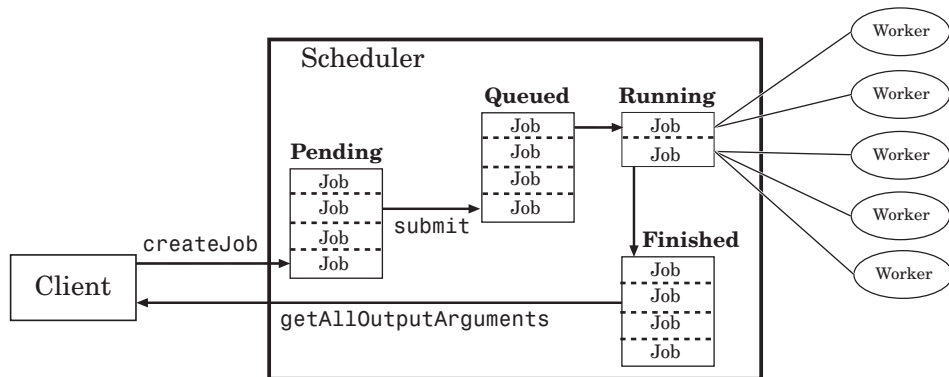 Worker
Scheduler
Worker
Queued
Running
Job
Job
Job
Job
Job
Job
Pending
Job
Job
Job
Job
Worker
submit
Worker
createJob
Finished
Client
Job
Job
Job
Job
Worker
getAllOutputArguments